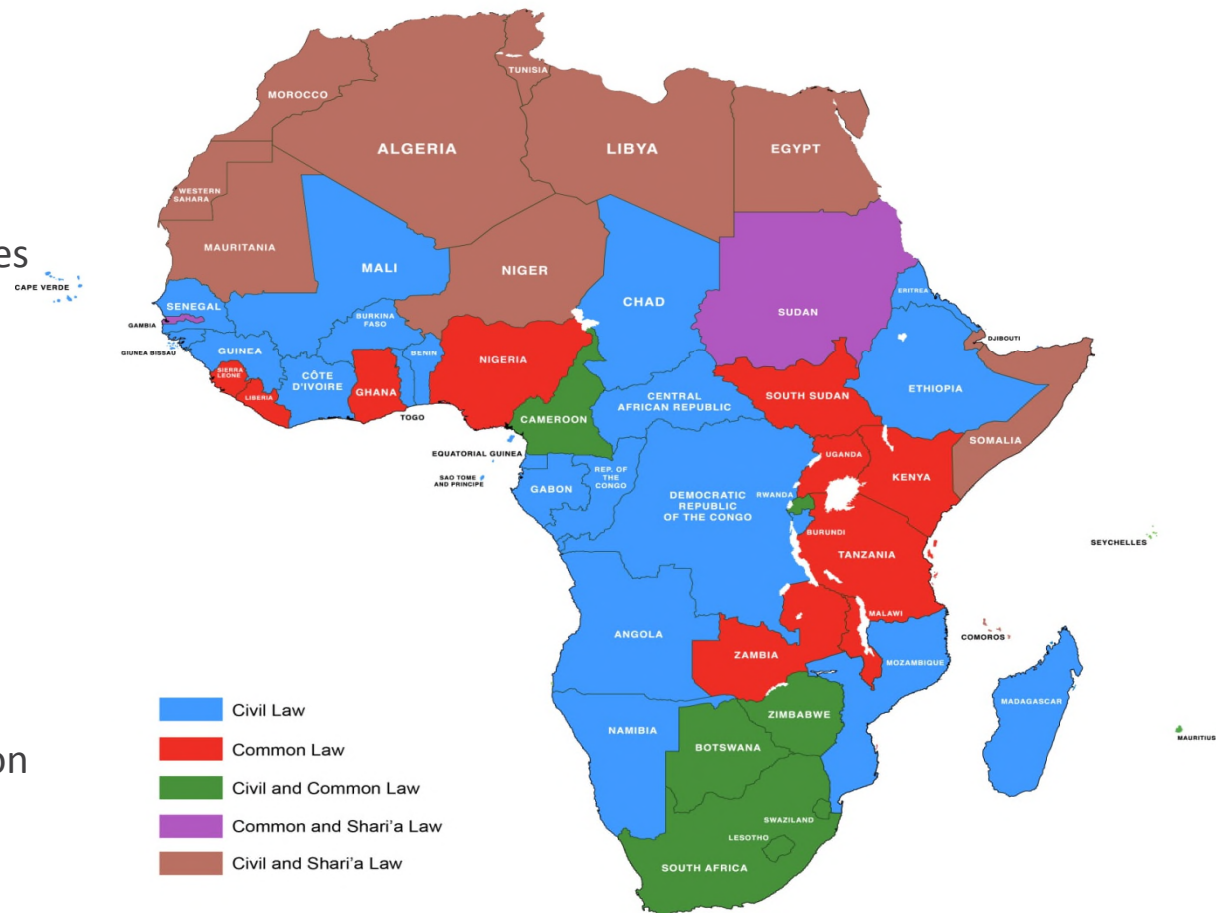 TUNISIA
MOROCCO
ALGERIA
LIBYA
EGYPT
WESTERN
SAHARA
MAURITANIA
es
MALI
NIGER
CAPE VERDE
CHAD
ERITREA
SENEGAL
SUDAN
BURKINA
FASO
GAMBIA
DJIBOUTI
GIUNEA BISSAU
GUINEA
BENIN
NIGERIA
SIERRA
LEONE
CÔTE
D'IVOIRE
GHANA
ETHIOPIA
LIBERIA
CENTRAL
AFRICAN REPUBLIC
SOUTH SUDAN
TOGO
CAMEROON
SOMALIA
EQUATORIAL GUINEA
UGANDA
KENYA
REP. OF
THE
CONGO
SAO TOME
AND PRINCIPE
GABON
DEMOCRATIC
REPUBLIC
OF THE CONGO
RWANDA
BURUNDI
SEYCHELLES
TANZANIA
MALAWI
ANGOLA
COMOROS
ZAMBIA
MOZAMBIQUE
MADAGASCAR
ZIMBABWE
NAMIBIA
MAURITIUS
BOTSWANA
on
SWAZILAND
LESOTHO
SOUTH AFRICA
Civil Law
Common Law
Civil and Common Law
Common and Shari'a Law
Civil and Shari'a Law